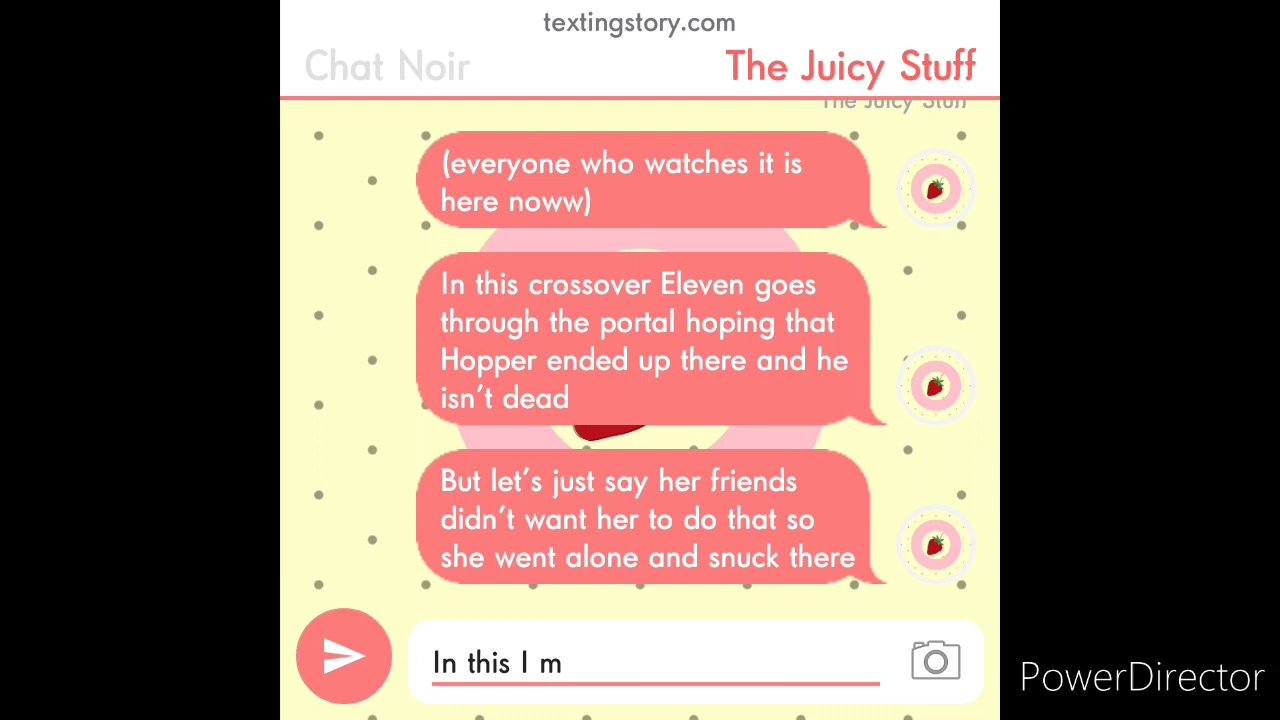 textingstory.com
Chat Noir
The Juicy Stuff
The Juicy Stuff
(everyone who watches it is
here noww)
In this crossover Eleven goes
through the portal hoping that
Hopper ended up there and he
isn’t dead
But let’s just say her friends
didn’t want her to do that so
she went alone and snuck there
In this I m
PowerDirector